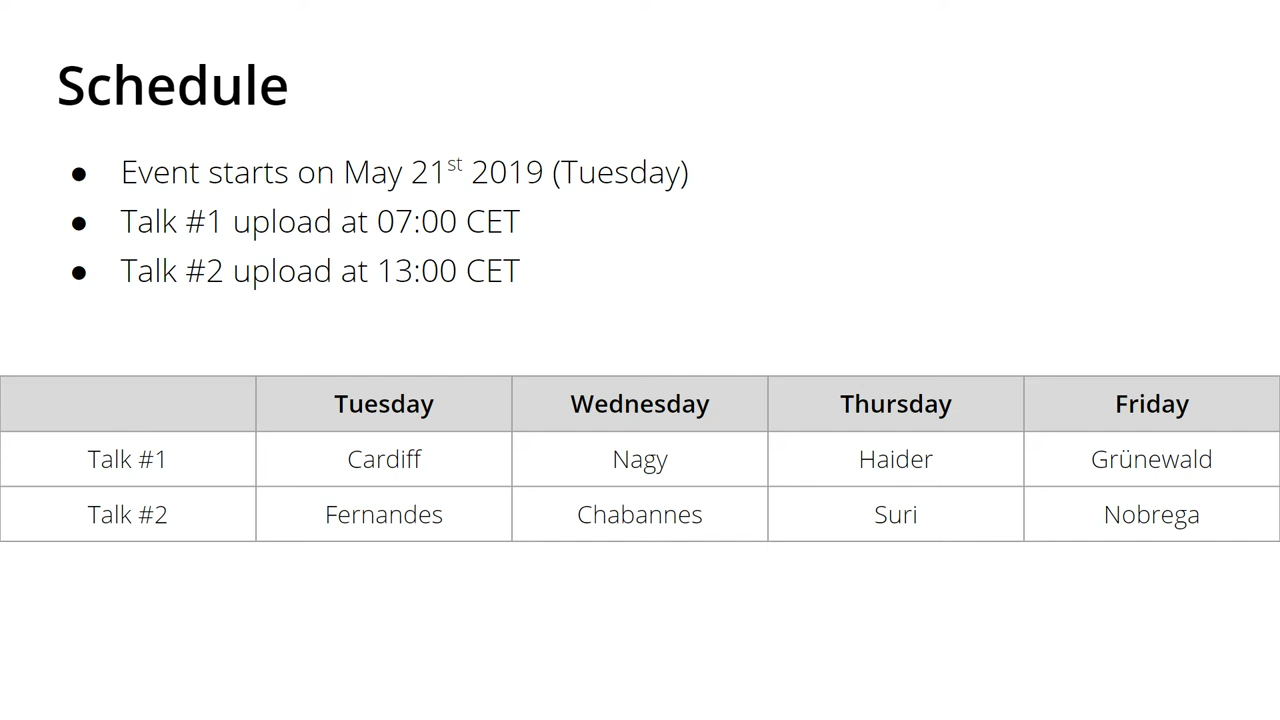 Schedule
● Event starts on May 21st 2019 (Tuesday)
● Talk #1 upload at 07:00 CET
● Talk #2 upload at 13:00 CET
Tuesday Wednesday Thursday Friday
Talk #1 Cardiff Nagy Haider Grünewald
Talk #2 Fernandes Chabannes Suri Nobrega